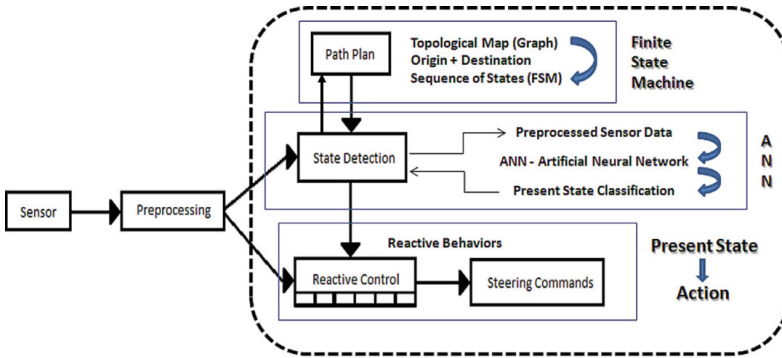 Path Plan
Topological Map (Graph)
Origin + Destination
Sequence of States (FSM)
Finite
State
Machine
State Detection
Preprocessed Sensor Data
ANN - Artificial Neural Network
Present State Classification
A
N
N
Sensor
Preprocessing
Reactive Behaviors
Reactive Control
Steering Commands
Present State
Action